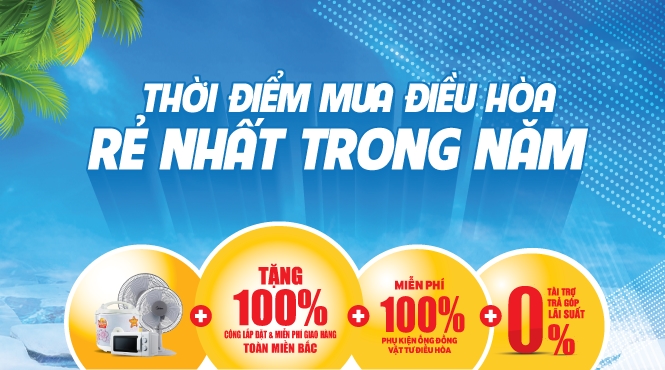 THỜI ĐIỂM MUA ĐIỀU HÒA
RẺ NHẤT TRONG NĂM
TẶNG
100%
CÔNG LẮP ĐẶT & MIỄN PHÍ GIAO HÀNG
TOÀN MIỀN BẮC
MIỄN PHÍ
100%
PHỤ KIỆN ỐNG ĐỒNG
VẬT TƯ ĐIỀU HÒA
0%
TÀI TRỢ
TRẢ GÓP
LÃI SUẤT